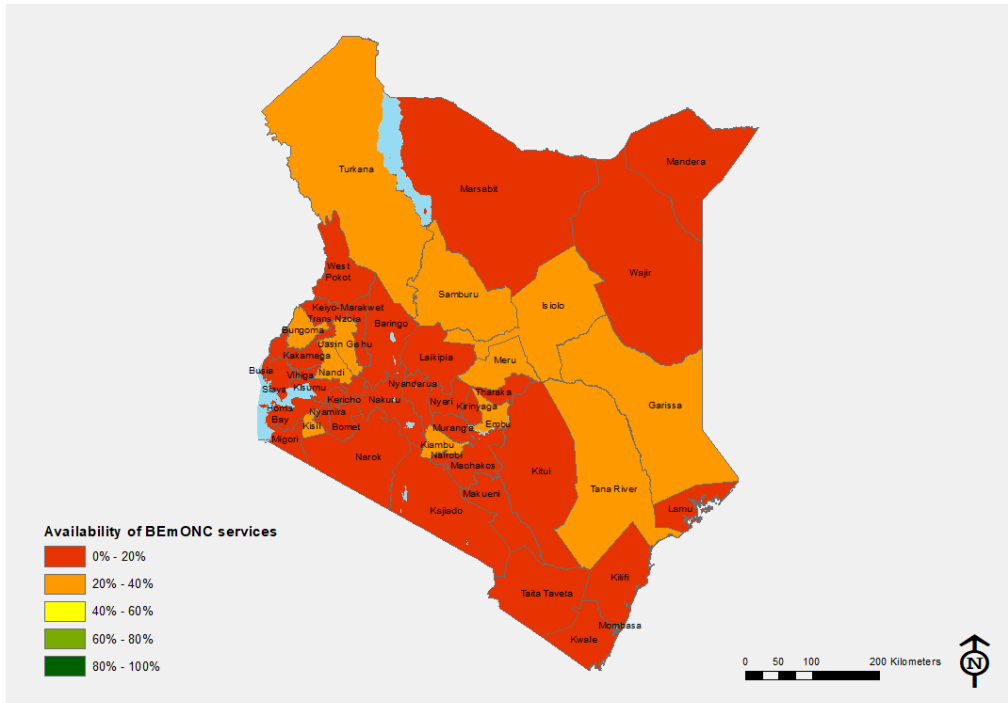 Turkana
Marsabit
Mandera
Wajir
West
Pokot
Samburu
Isiolo
Keiyo-Marakwet
Trans Nzoia
Baringo
Bungoma
Uasin Gishu
Kakamega
Laikipia
Meru
Busia
Vihiga
Nandi
Siaya
Kisumu
Nyandarua
Tharaka
Kericho
Nakuru
Nyeri
Kirinyaga
Garissa
Homa
Bay
Nyamira
Embu
Kisii
Bomet
Murang'a
Migori
Kiambu
Nairobi
Narok
Machakos
Kitui
Makueni
Tana River
Kajiado
Lamu
Kilifi
Taita Taveta
Mombasa
Kwale
Availability of BEmONC services
0% - 20%
20% - 40%
40% - 60%
60% - 80%
80% - 100%
0 50 100 200 Kilometers
N